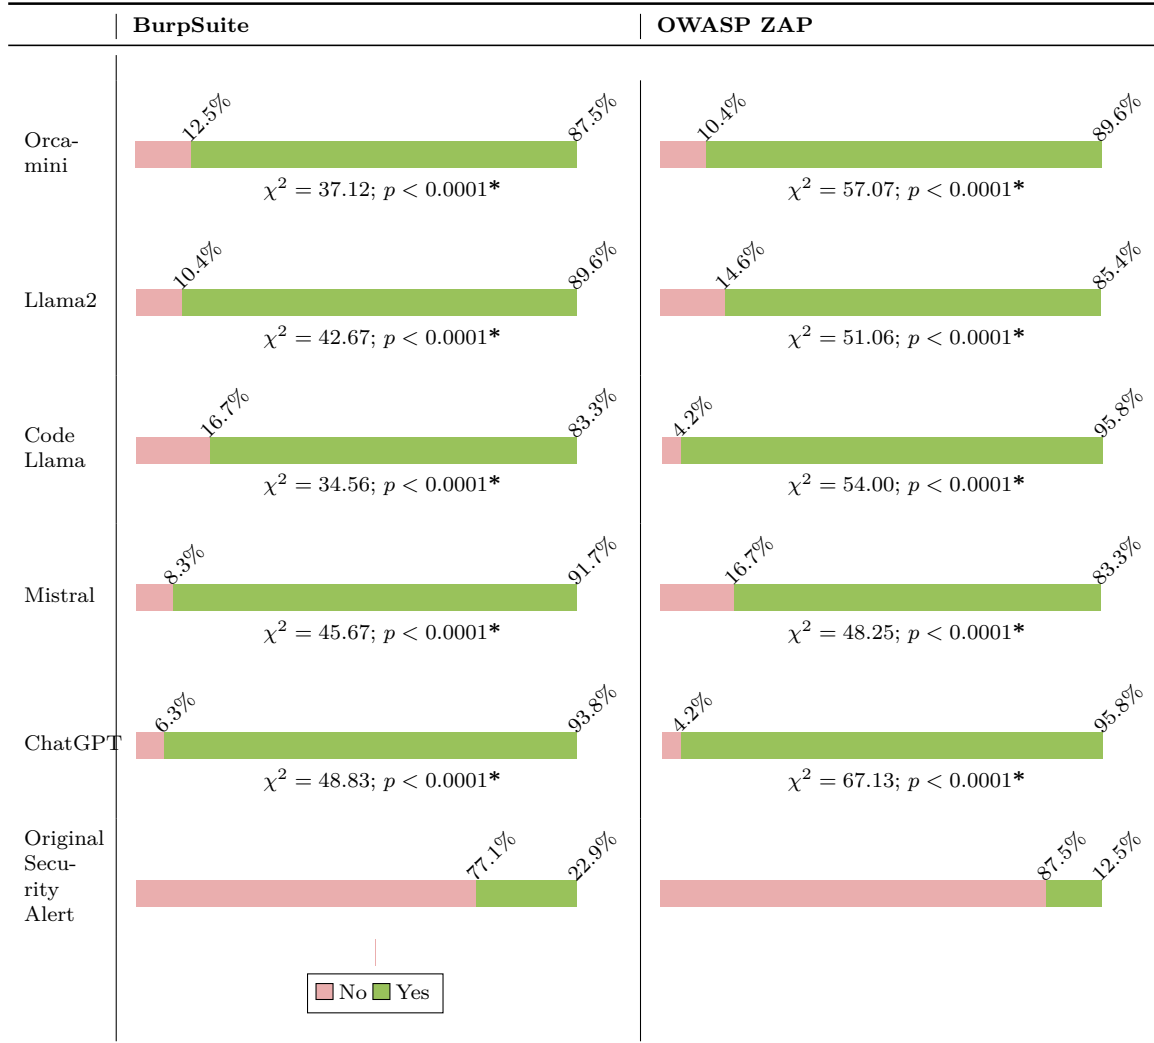 BurpSuite OWASP ZAP
12.5% 87.5% 10.4% 89.6%
Orca-
mini
χ² = 37.12; p < 0.0001* χ² = 57.07; p < 0.0001*
10.4% 89.6% 14.6% 85.4%
Llama2
χ² = 42.67; p < 0.0001* χ² = 51.06; p < 0.0001*
16.7% 83.3% 4.2% 95.8%
Code
Llama
χ² = 34.56; p < 0.0001* χ² = 54.00; p < 0.0001*
8.3% 91.7% 16.7% 83.3%
Mistral
χ² = 45.67; p < 0.0001* χ² = 48.25; p < 0.0001*
6.3% 93.8% 4.2% 95.8%
ChatGPT
χ² = 48.83; p < 0.0001* χ² = 67.13; p < 0.0001*
77.1% 22.9% 87.5% 12.5%
Original
Secu-
rity
Alert
No Yes